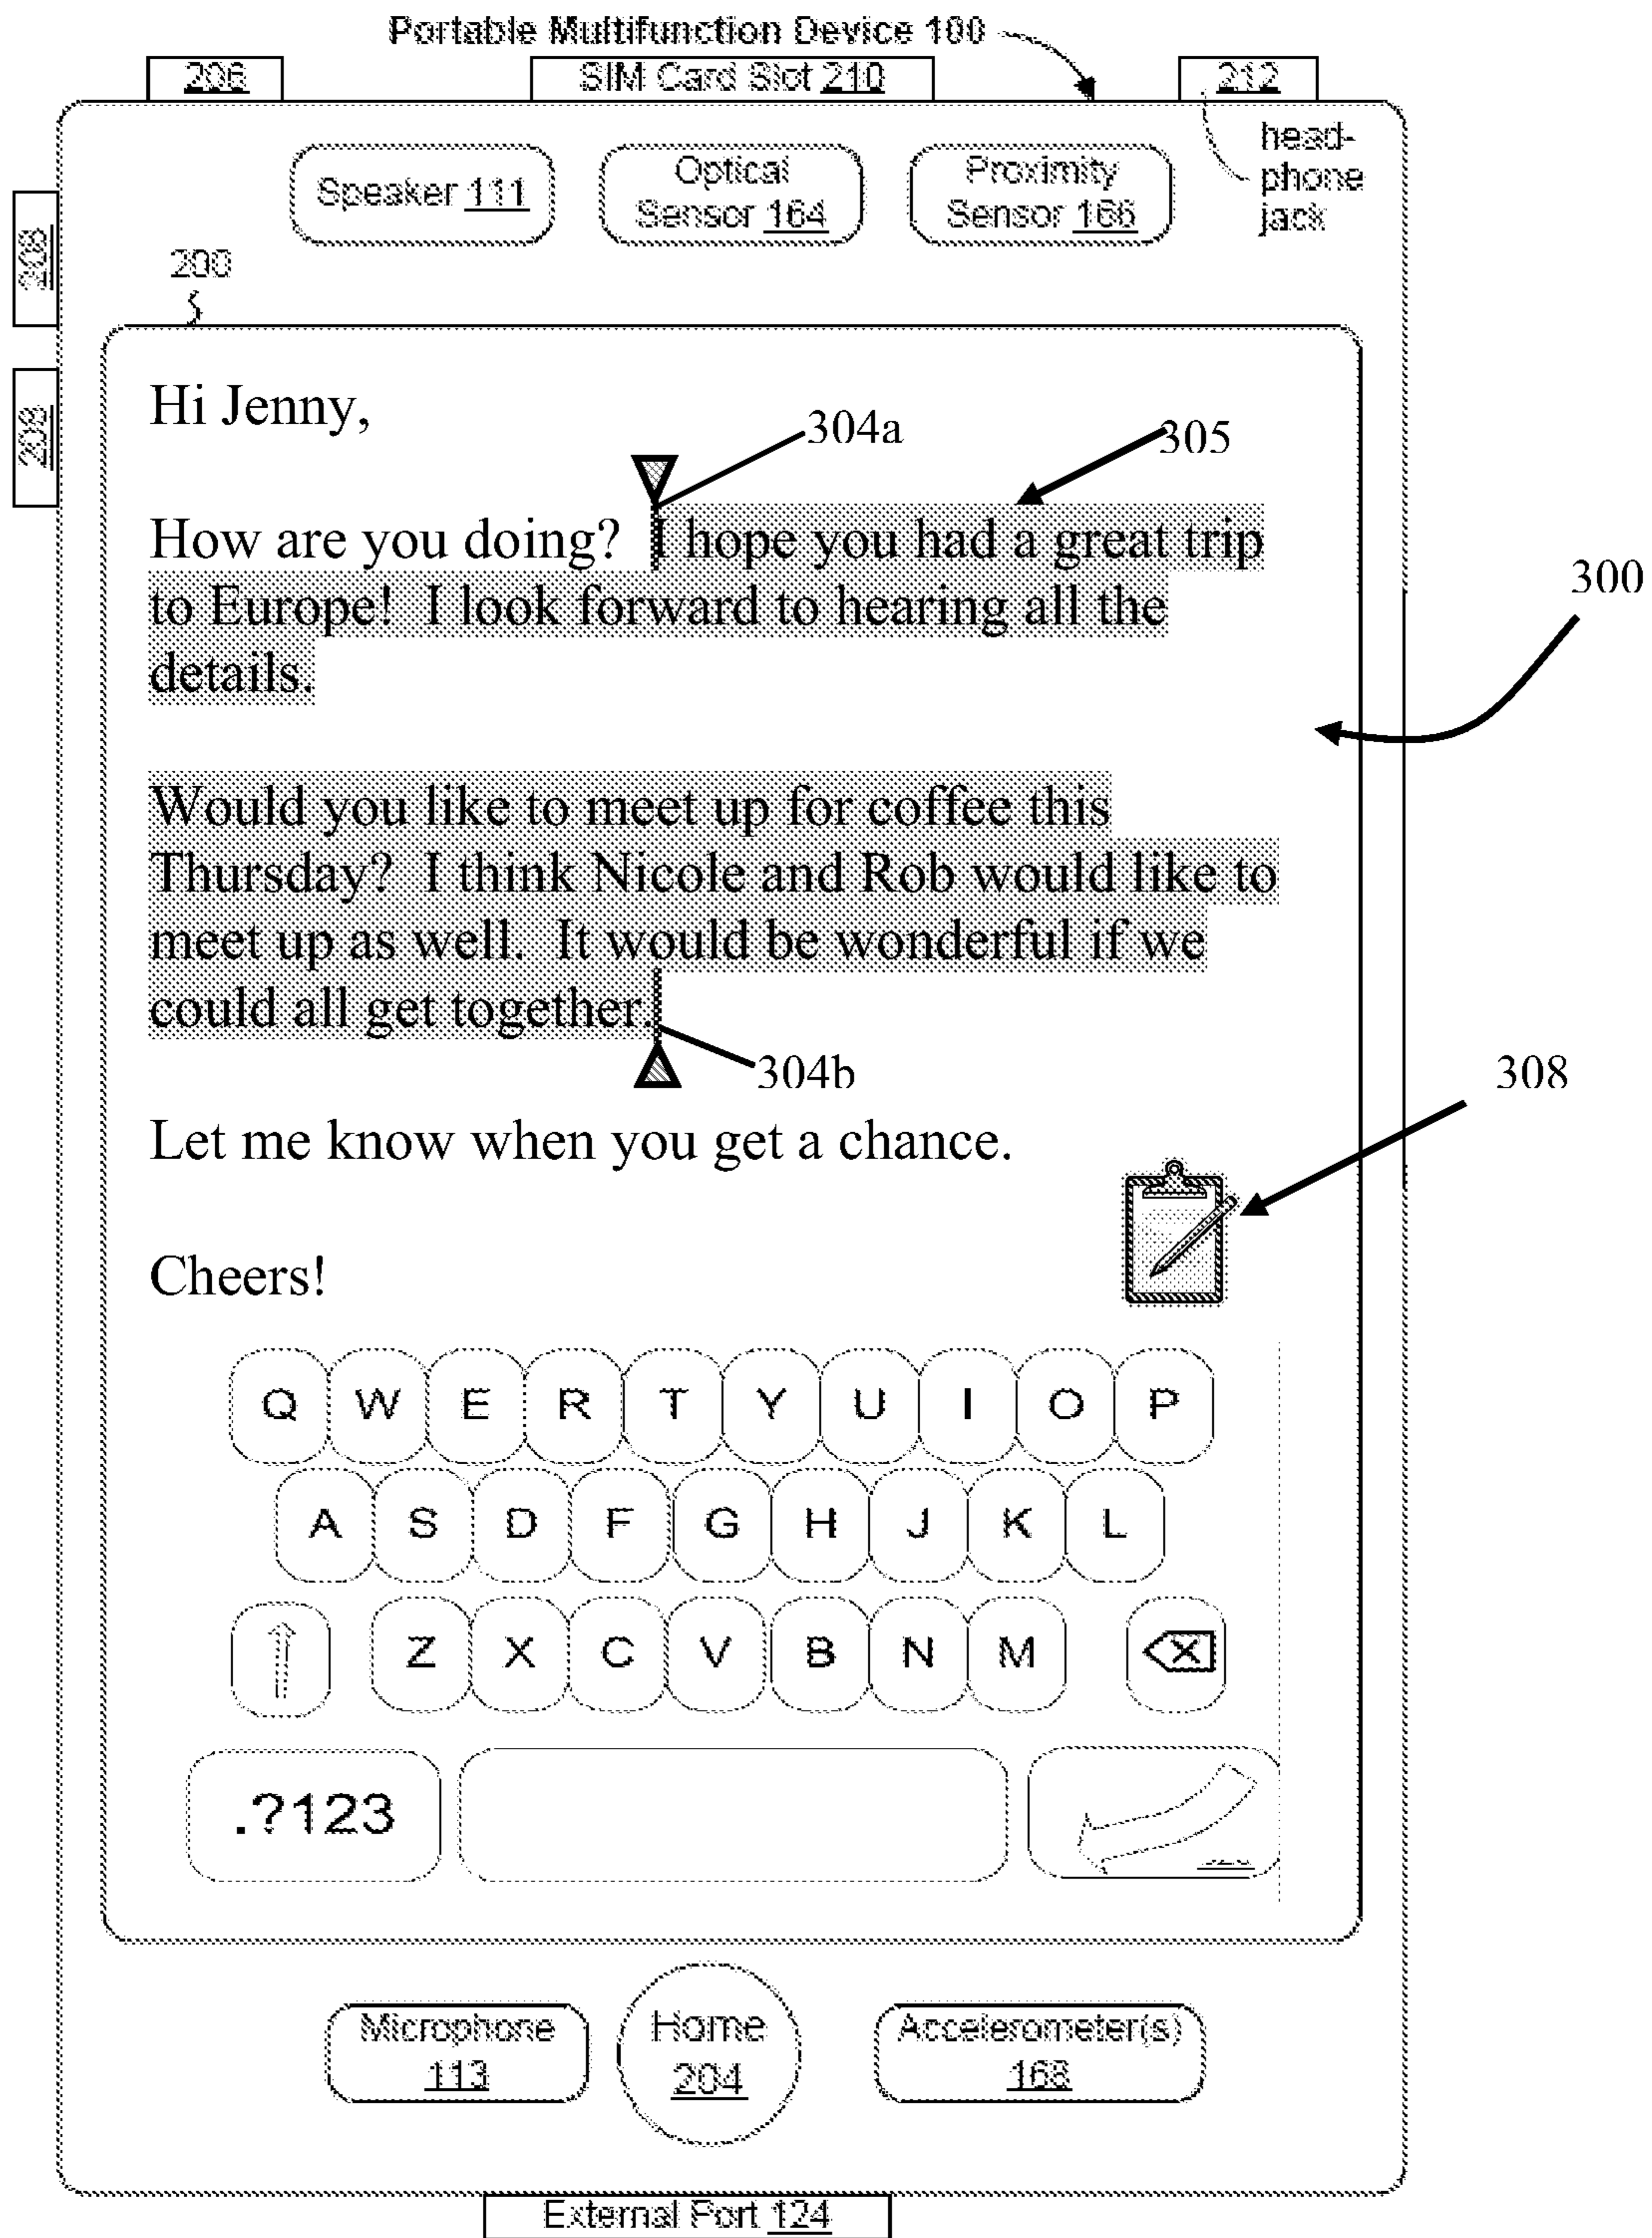 Portable Multifunction Device 100
206
SIM Card Slot 210
212
head-
phone
jack
Speaker 111
Optical
Sensor 164
Proximity
Sensor 166
208
200
208
Hi Jenny,
304a
305
How are you doing?  I hope you had a great trip
to Europe!  I look forward to hearing all the
details.
300
Would you like to meet up for coffee this
Thursday?  I think Nicole and Rob would like to
meet up as well.  It would be wonderful if we
could all get together.
304b
308
Let me know when you get a chance.
Cheers!
Q W E R T Y U I O P
A S D F G H J K L
Z X C V B N M X
.?123
Microphone
113
Home
204
Accelerometer(s)
168
External Port 124